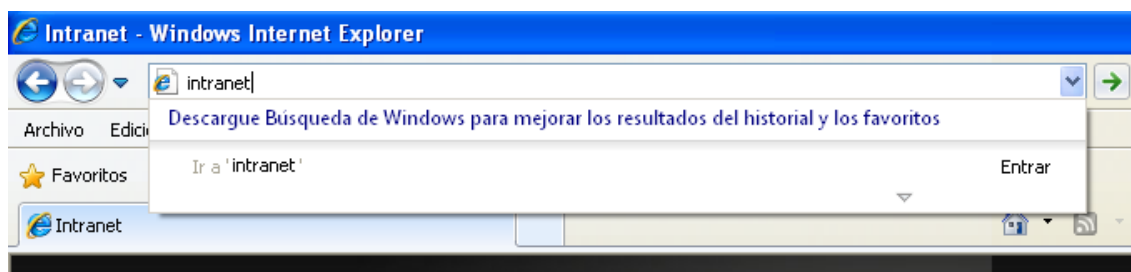 Intranet - Windows Internet Explorer
intranet
Descargue Búsqueda de Windows para mejorar los resultados del historial y los favoritos
Archivo Edici
Ir a 'intranet' Entrar
Favoritos
Intranet